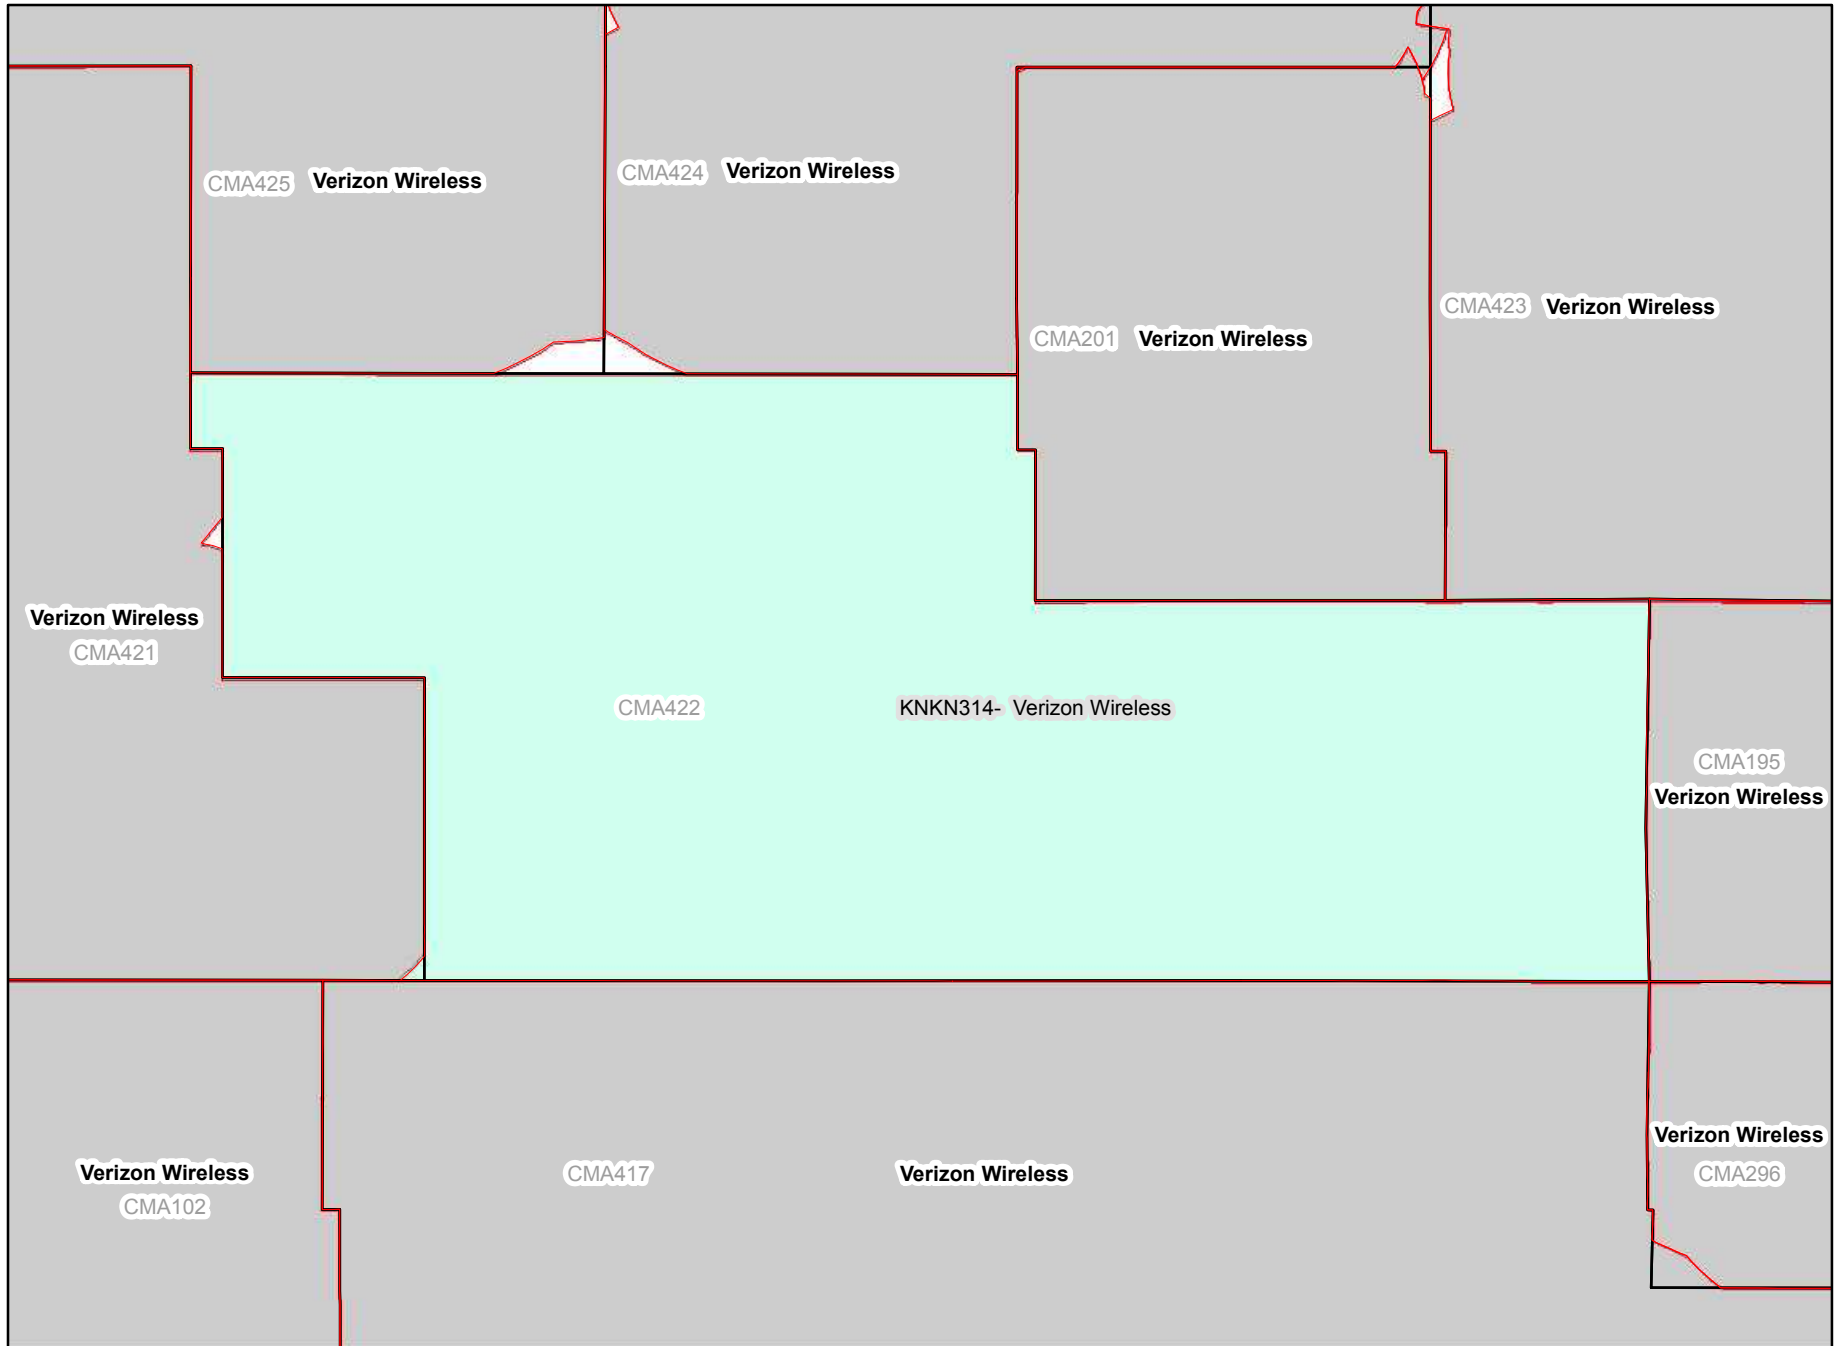 CMA425 Verizon Wireless
CMA424 Verizon Wireless
CMA423 Verizon Wireless
CMA201 Verizon Wireless
Verizon Wireless
CMA421
CMA422 KNKN314- Verizon Wireless
CMA195
Verizon Wireless
Verizon Wireless
CMA102
CMA417 Verizon Wireless
Verizon Wireless
CMA296